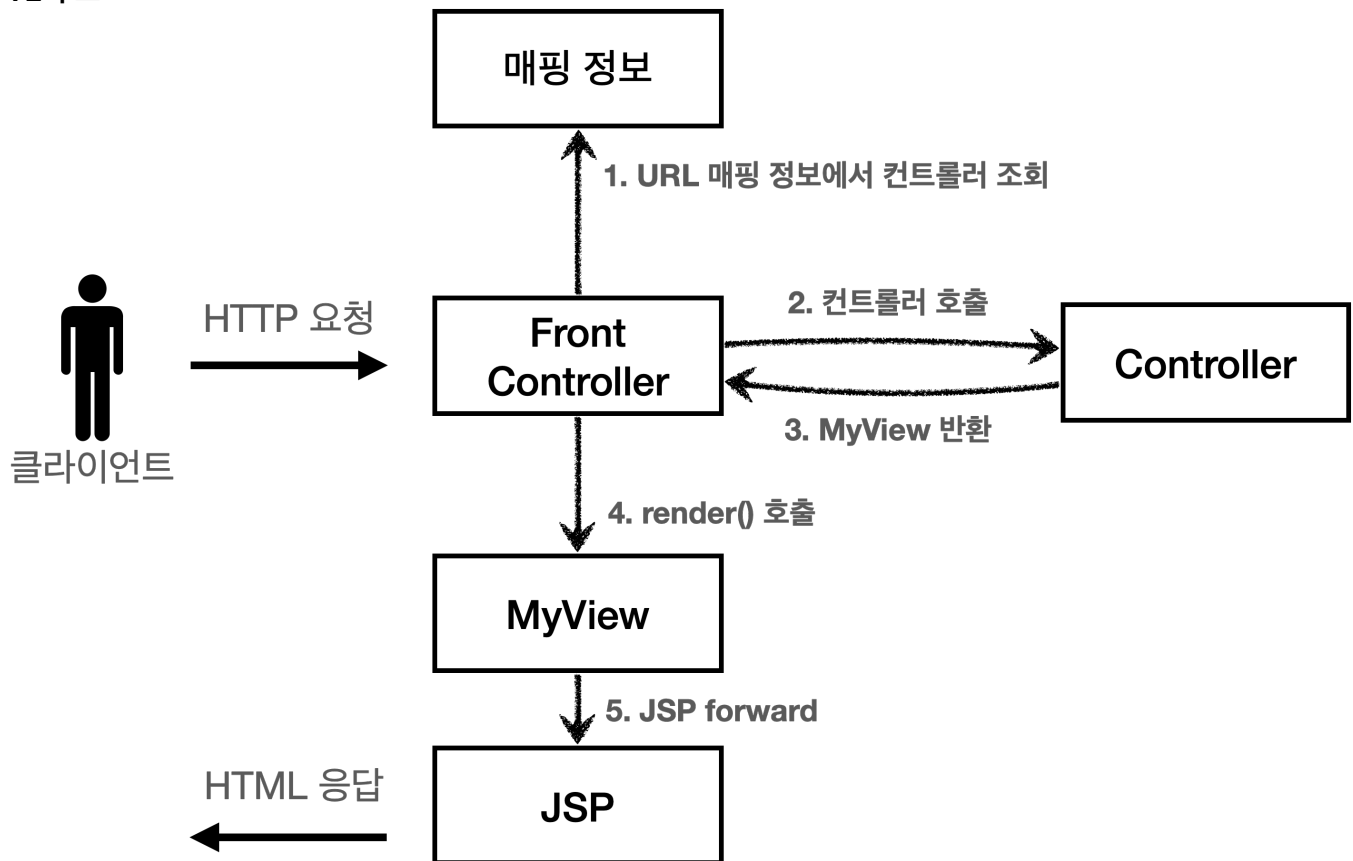 매핑 정보
1. URL 매핑 정보에서 컨트롤러 조회
HTTP 요청
클라이언트
Front
Controller
2. 컨트롤러 호출
Controller
3. MyView 반환
4. render() 호출
MyView
5. JSP forward
HTML 응답
JSP